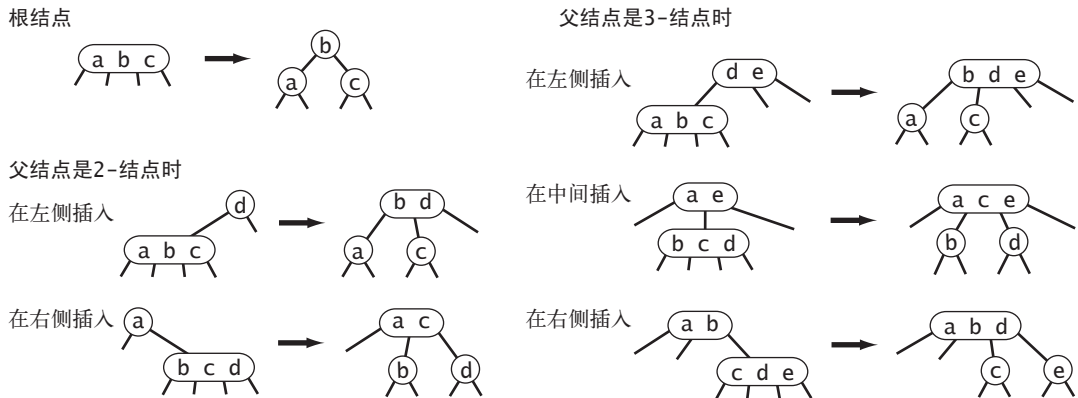 根结点
a b c
b
a
c
父结点是2-结点时
在左侧插入
d
a b c
b d
a
c
在右侧插入
a
b c d
a c
b
d
父结点是3-结点时
在左侧插入
d e
a b c
b d e
a
c
在中间插入
a e
b c d
a c e
b
d
在右侧插入
a b
c d e
a b d
c
e